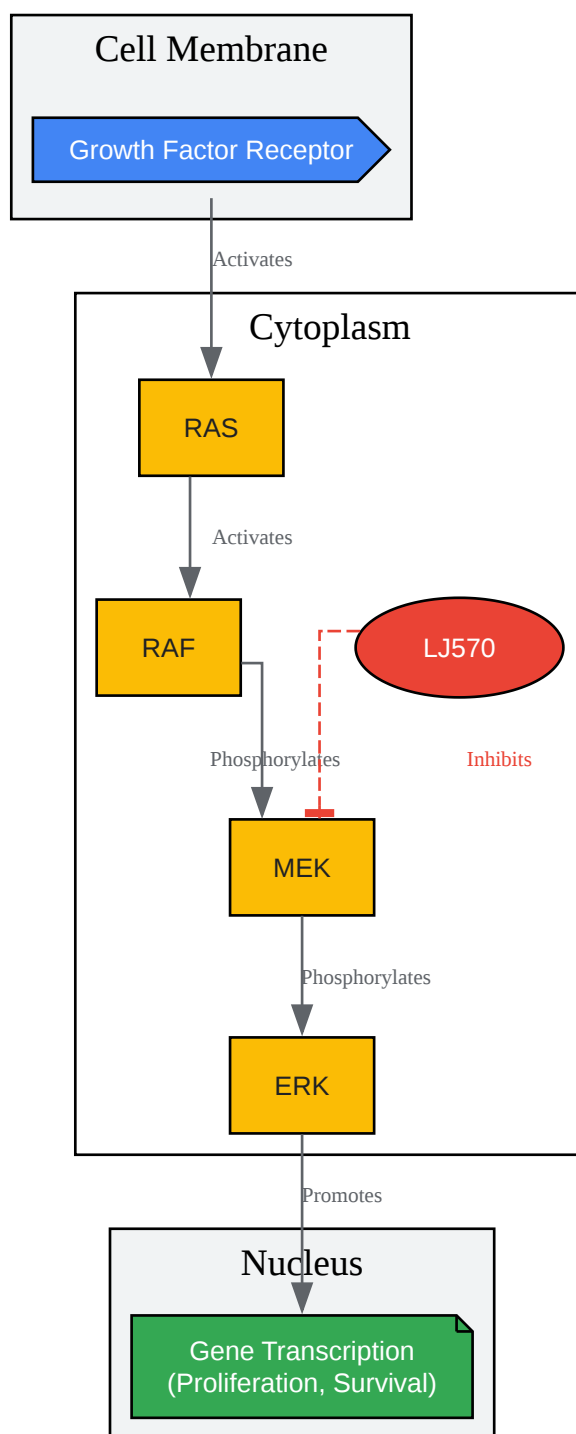 Cell Membrane
Growth Factor Receptor
Activates
Cytoplasm
RAS
Activates
RAF
LJ570
Phosphorylates
Inhibits
MEK
Phosphorylates
ERK
Promotes
Nucleus
Gene Transcription
(Proliferation, Survival)